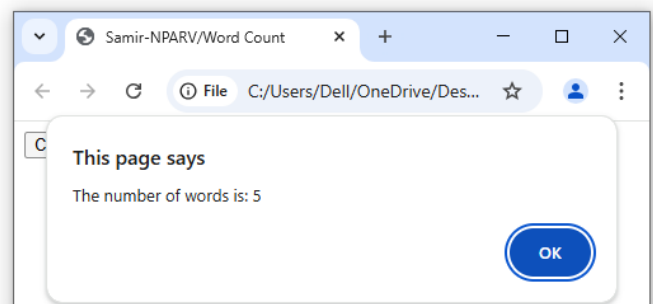 Samir-NPARV/Word Count
File C:/Users/Dell/OneDrive/Des...
C
This page says
The number of words is: 5
OK